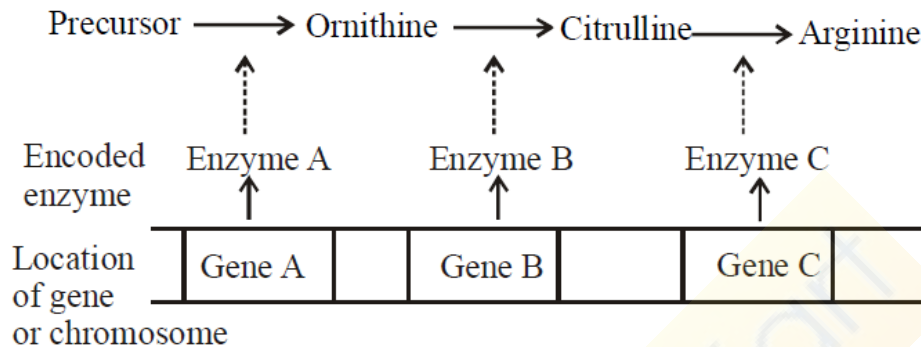 Precursor Ornithine Citrulline Arginine
Encoded
enzyme
Enzyme A Enzyme B Enzyme C
Location
of gene
or chromosome
Gene A Gene B Gene C